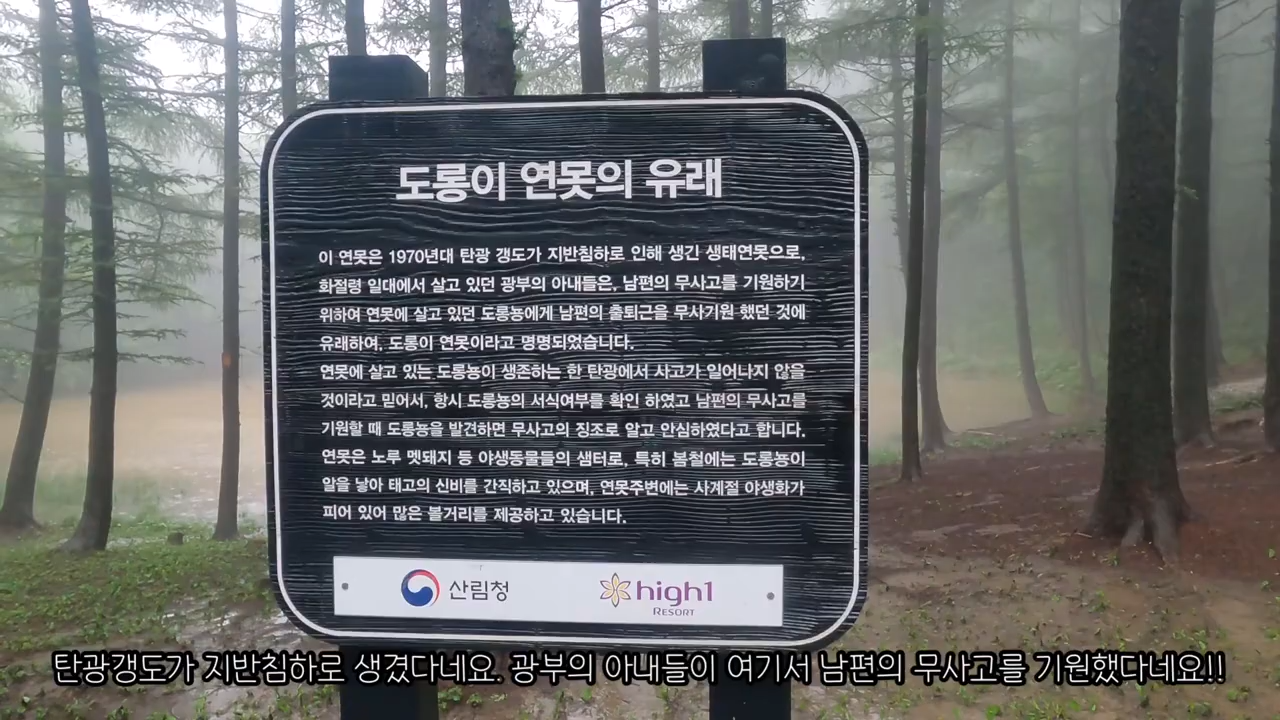 도롱이 연못의 유래
이 연못은 1970년대 탄광 갱도가 지반침하로 인해 생긴 생태연못으로,
화절령 일대에서 살고 있던 광부의 아내들은, 남편의 무사고를 기원하기
위하여 연못에 살고 있던 도롱뇽에게 남편의 출퇴근을 무사기원 했던 것에
유래하여, 도롱이 연못이라고 명명되었습니다.
연못에 살고 있는 도롱뇽이 생존하는 한 탄광에서 사고가 일어나지 않을
것이라고 믿어서, 항시 도롱뇽의 서식여부를 확인 하였고 남편의 무사고를
기원할 때 도롱뇽을 발견하면 무사고의 징조로 알고 안심하였다고 합니다.
연못은 노루 멧돼지 등 야생동물들의 샘터로, 특히 봄철에는 도롱뇽이
알을 낳아 태고의 신비를 간직하고 있으며, 연못주변에는 사계절 야생화가
피어 있어 많은 볼거리를 제공하고 있습니다.
산림청
high1
RESORT
탄광갱도가 지반침하로 생겼다네요. 광부의 아내들이 여기서 남편의 무사고를 기원했다네요!!